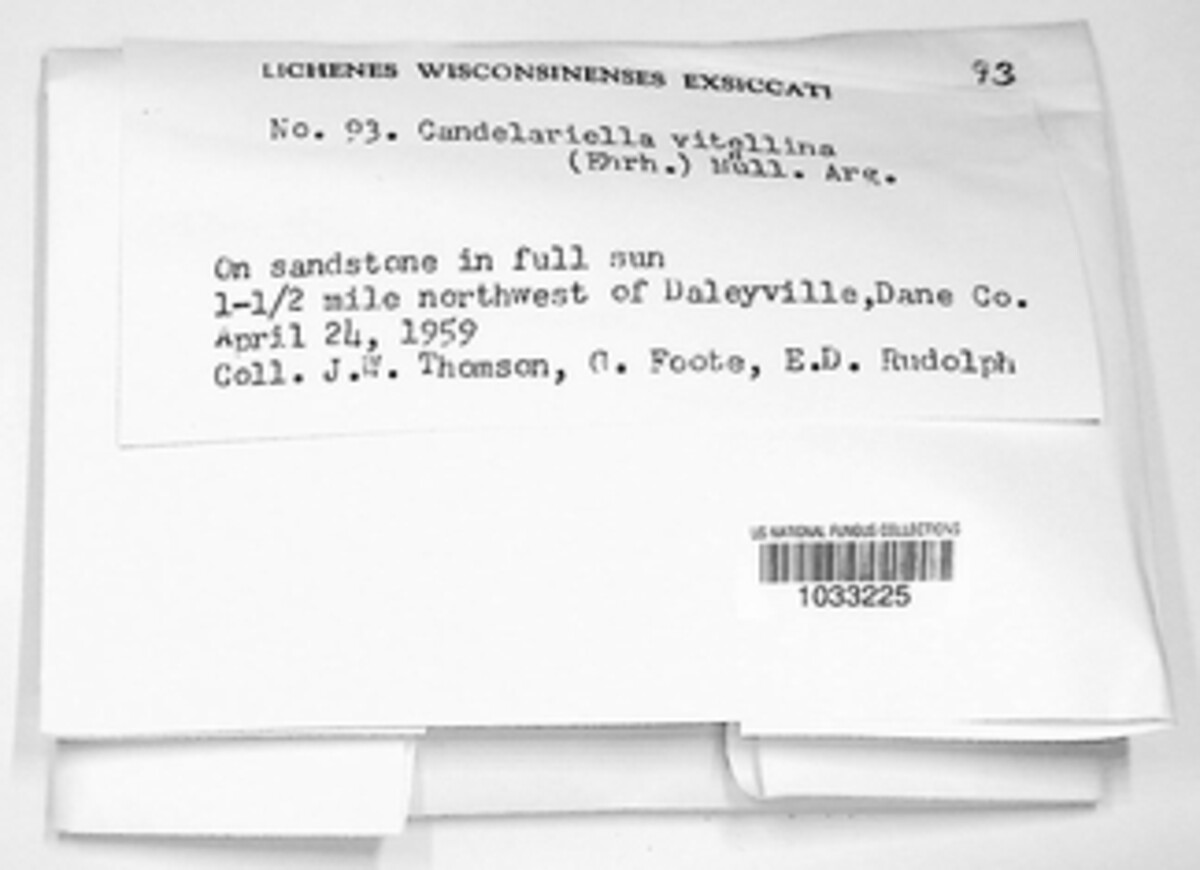 LICHENES WISCONSINENSES EXSICCATI
93
No. 93. Candelariella vitellina
(Ehrh.) Müll. Arg.
On sandstone in full sun
1-1/2 mile northwest of Daleyville,Dane Co.
April 24, 1959
Coll. J.W. Thomson, G. Foote, E.D. Rudolph
US NATIONAL FUNGUS COLLECTIONS
1033225